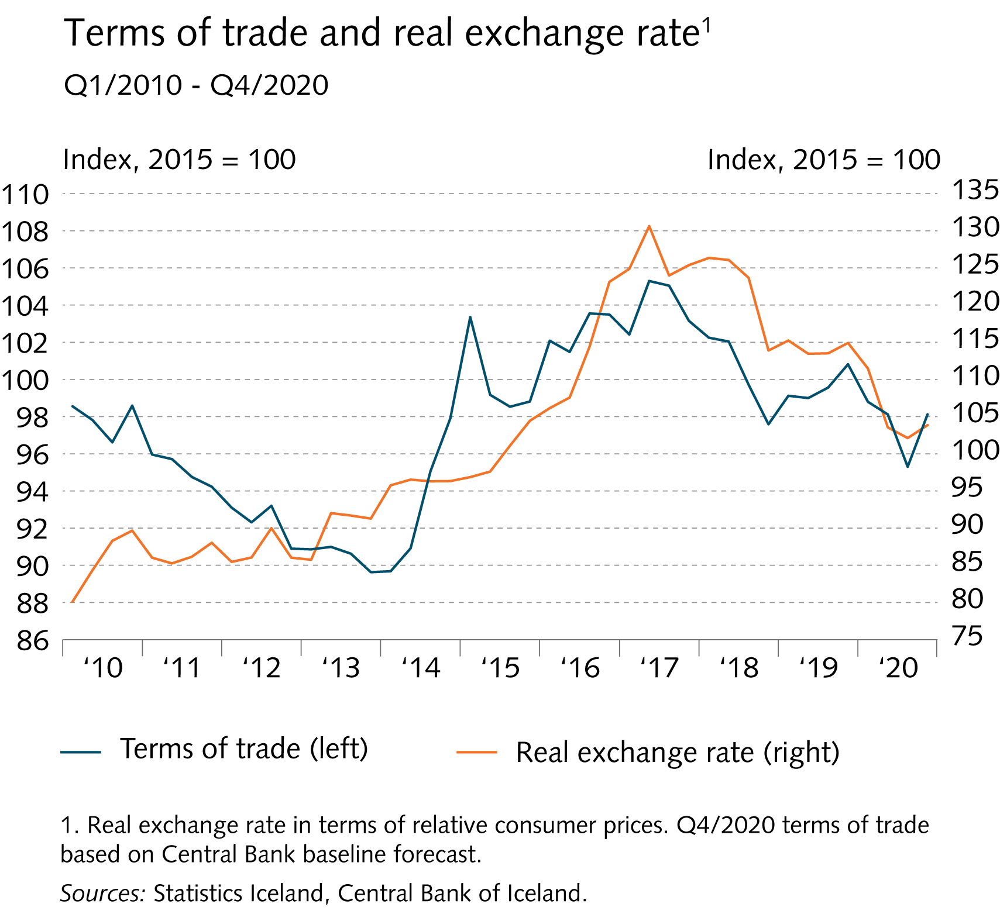 Terms of trade and real exchange rate¹
Q1/2010 - Q4/2020
Index, 2015 = 100 Index, 2015 = 100
110 135
108 130
106 125
104 120
102 115
100 110
98 105
96 100
94 95
92 90
90 85
88 80
86 75
‘10 ‘11 ‘12 ‘13 ‘14 ‘15 ‘16 ‘17 ‘18 ‘19 ‘20
Terms of trade (left) Real exchange rate (right)
1. Real exchange rate in terms of relative consumer prices. Q4/2020 terms of trade
based on Central Bank baseline forecast.
Sources: Statistics Iceland, Central Bank of Iceland.